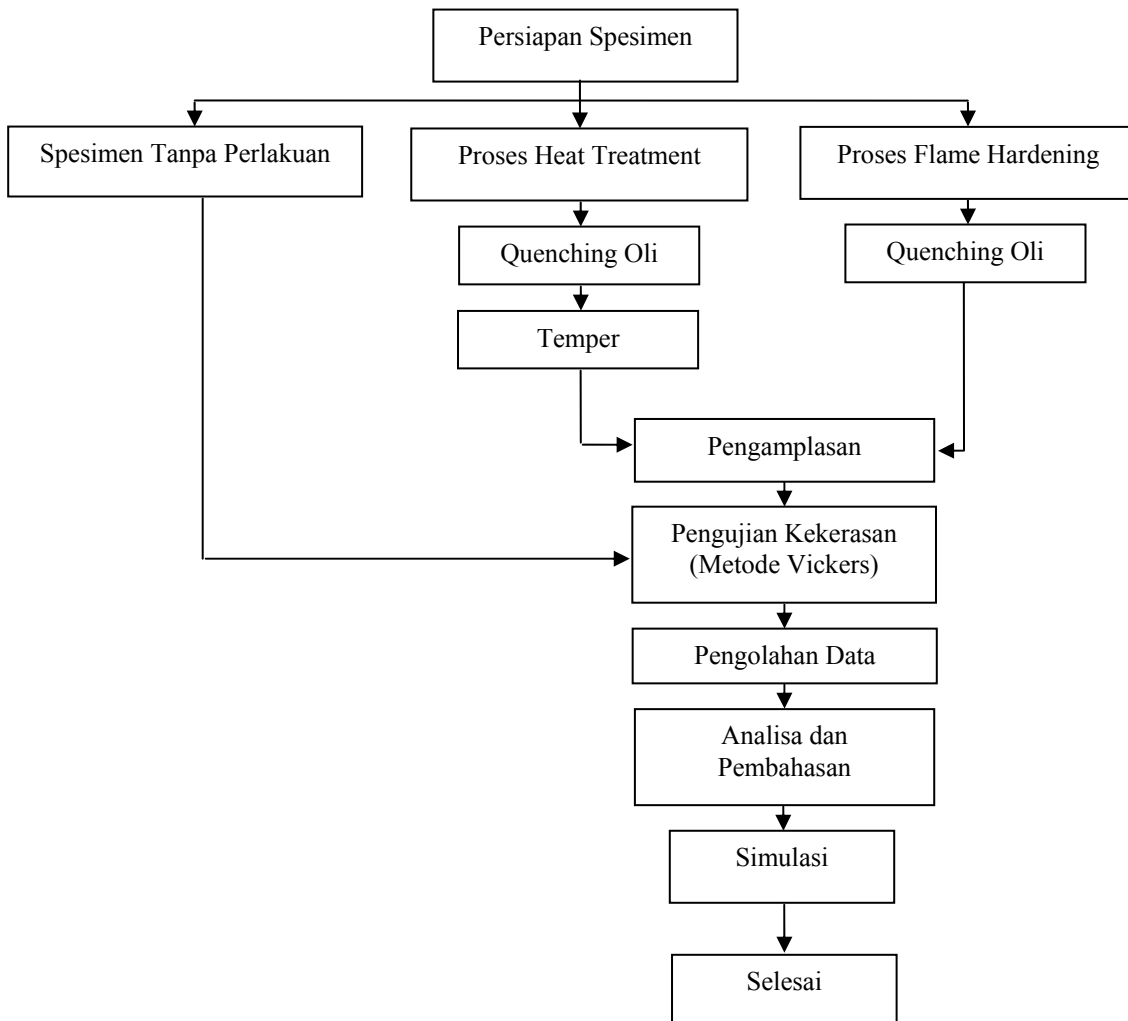 Persiapan Spesimen
Spesimen Tanpa Perlakuan
Proses Heat Treatment
Proses Flame Hardening
Quenching Oli
Quenching Oli
Temper
Pengamplasan
Pengujian Kekerasan
(Metode Vickers)
Pengolahan Data
Analisa dan
Pembahasan
Simulasi
Selesai